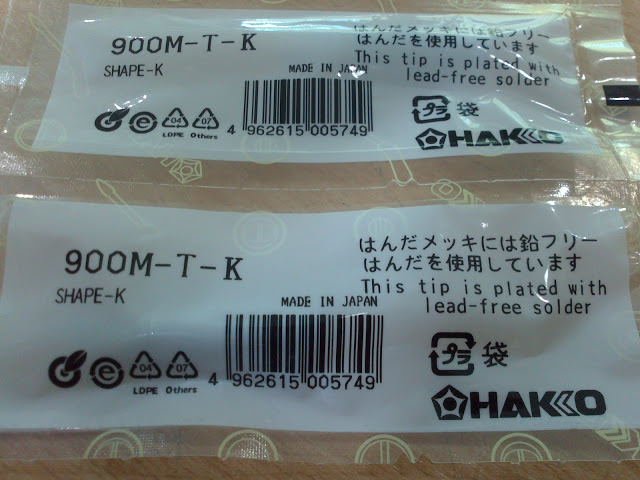 900M-T-K
SHAPE-K
MADE IN JAPAN
はんだメッキには鉛フリー
はんだを使用しています
This tip is plated with
lead-free solder
04
LDPE
07
Others
4 962615 005749
プラ 袋
HAKKO
900M-T-K
SHAPE-K
MADE IN JAPAN
はんだメッキには鉛フリー
はんだを使用しています
This tip is plated with
lead-free solder
04
LDPE
07
Others
4 962615 005749
プラ 袋
HAKKO